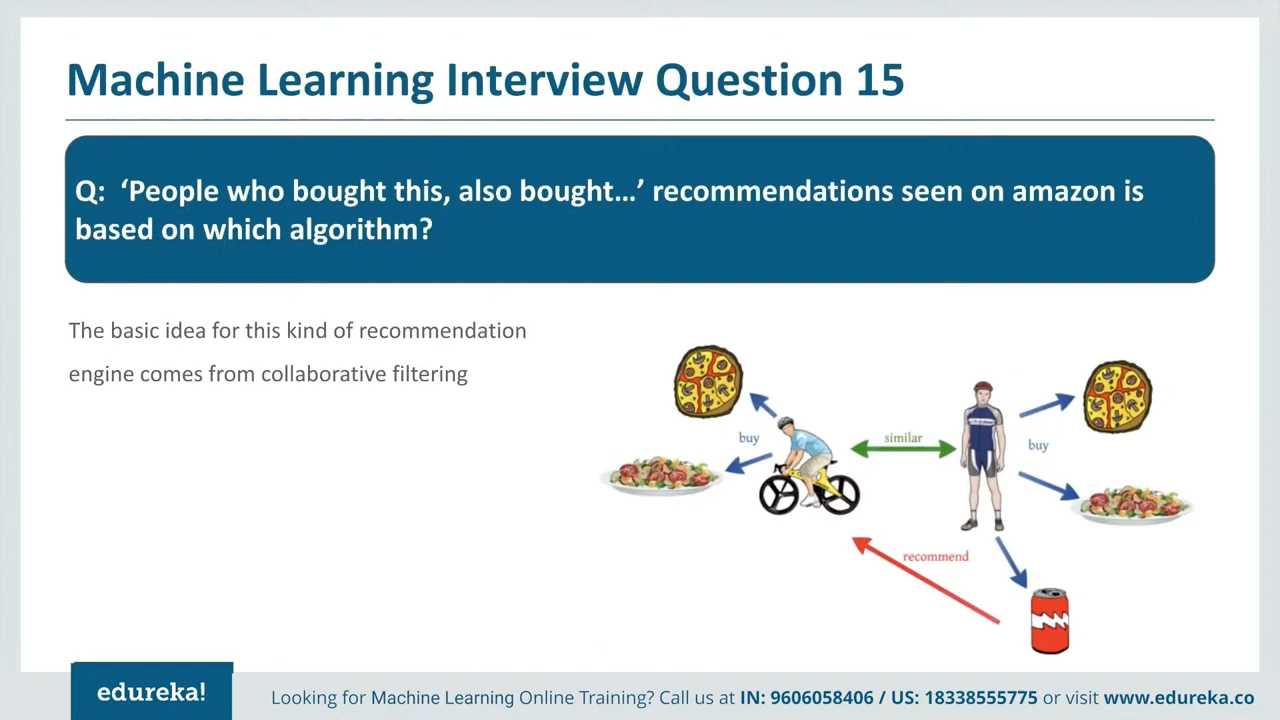 Machine Learning Interview Question 15
Q: ‘People who bought this, also bought…’ recommendations seen on amazon is
based on which algorithm?
The basic idea for this kind of recommendation
engine comes from collaborative filtering
buy
similar
buy
recommend
edureka!
Looking for Machine Learning Online Training? Call us at IN: 9606058406 / US: 18338555775 or visit www.edureka.co